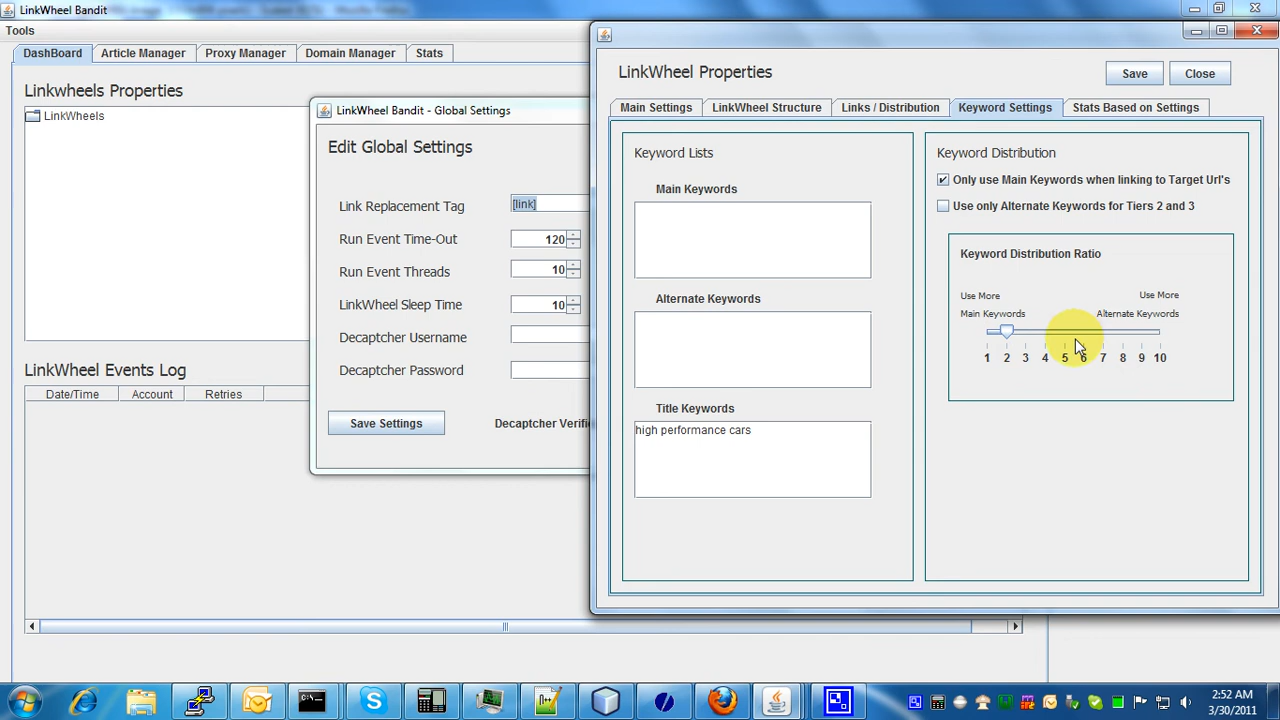 LinkWheel Bandit
Tools
DashBoard
Article Manager
Proxy Manager
Domain Manager
Stats
Linkwheels Properties
LinkWheels
LinkWheel Events Log
Date/Time
Account
Retries
LinkWheel Bandit - Global Settings
Edit Global Settings
Link Replacement Tag
[link]
Run Event Time-Out
120
Run Event Threads
10
LinkWheel Sleep Time
10
Decaptcher Username
Decaptcher Password
Save Settings
Decaptcher Verifi
LinkWheel Properties
Save
Close
Main Settings
LinkWheel Structure
Links / Distribution
Keyword Settings
Stats Based on Settings
Keyword Lists
Main Keywords
Alternate Keywords
Title Keywords
high performance cars
Keyword Distribution
Only use Main Keywords when linking to Target Url's
Use only Alternate Keywords for Tiers 2 and 3
Keyword Distribution Ratio
Use More
Main Keywords
Use More
Alternate Keywords
1 2 3 4 5 6 7 8 9 10
2:52 AM
3/30/2011